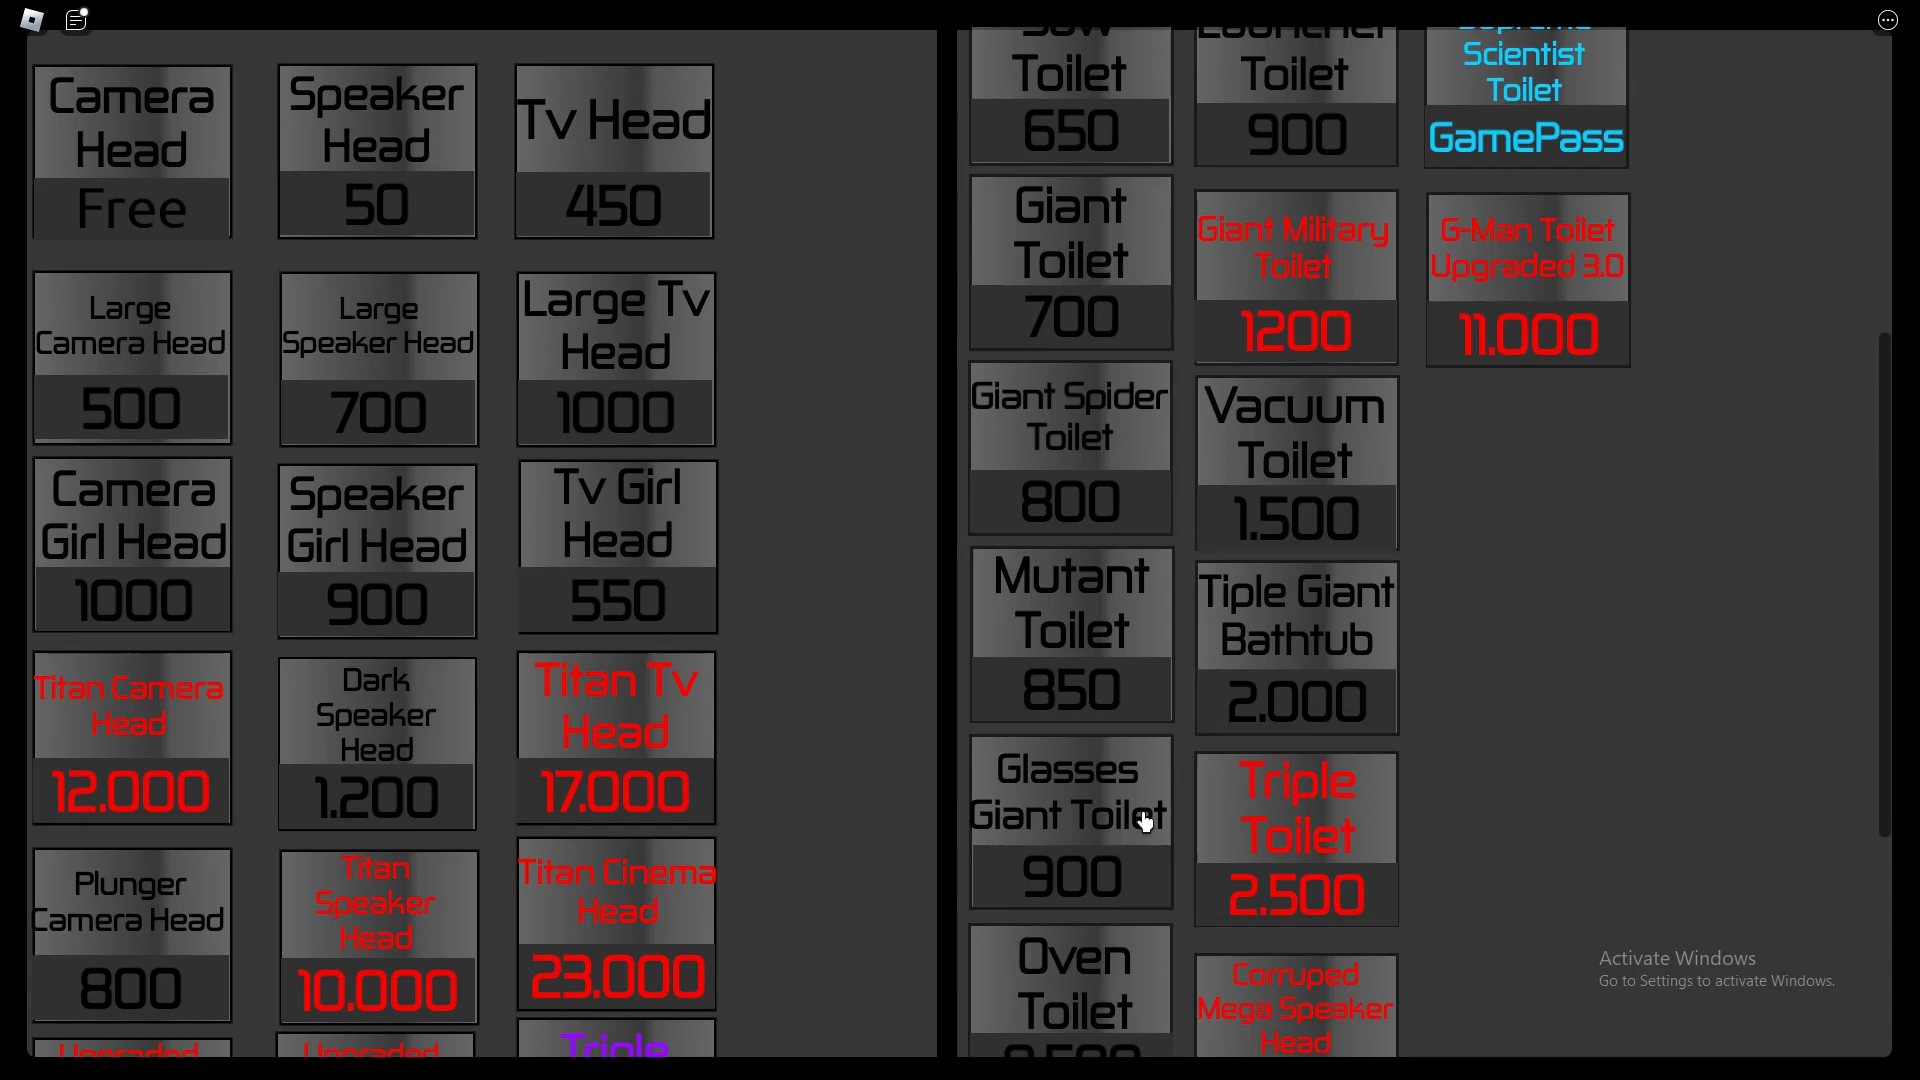 Camera
Head
Free
Speaker
Head
50
Tv Head
450
Large
Camera Head
500
Large
Speaker Head
700
Large Tv
Head
1000
Camera
Girl Head
1000
Speaker
Girl Head
900
Tv Girl
Head
550
Titan Camera
Head
12.000
Dark
Speaker
Head
1.200
Titan Tv
Head
17.000
Plunger
Camera Head
800
Titan
Speaker
Head
10.000
Titan Cinema
Head
23.000
Upgraded
Upgraded
Triple
Saw
Toilet
650
Launcher
Toilet
900
Supreme
Scientist
Toilet
GamePass
Giant
Toilet
700
Giant Military
Toilet
1200
G-Man Toilet
Upgraded 3.0
11.000
Giant Spider
Toilet
800
Vacuum
Toilet
1.500
Mutant
Toilet
850
Tiple Giant
Bathtub
2.000
Glasses
Giant Toilet
900
Triple
Toilet
2.500
Oven
Toilet
Corruped
Mega Speaker
Head
Activate Windows
Go to Settings to activate Windows.